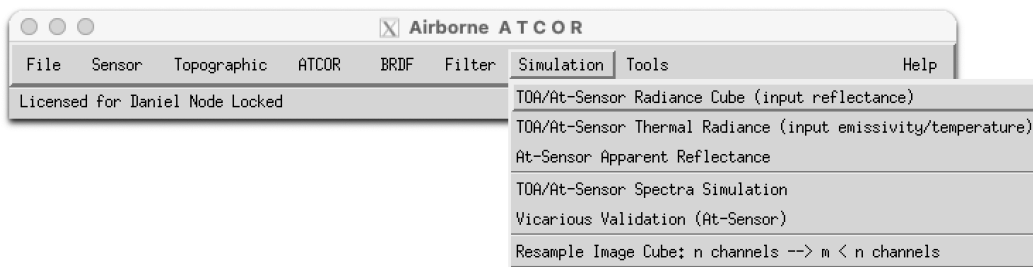 Airborne A T C O R
File Sensor Topographic ATCOR BRDF Filter Simulation Tools Help
Licensed for Daniel Node Locked
TOA/At-Sensor Radiance Cube (input reflectance)
TOA/At-Sensor Thermal Radiance (input emissivity/temperature)
At-Sensor Apparent Reflectance
TOA/At-Sensor Spectra Simulation
Vicarious Validation (At-Sensor)
Resample Image Cube: n channels --> m < n channels